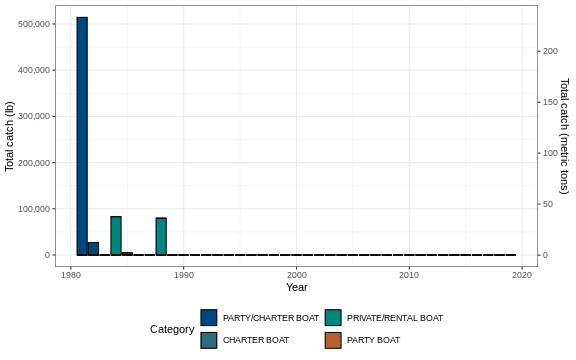 500,000
400,000
300,000
200,000
100,000
0
Total catch (lb)
200
150
100
50
0
Total catch (metric tons)
1980 1990 2000 2010 2020
Year
Category
PARTY/CHARTER BOAT PRIVATE/RENTAL BOAT
CHARTER BOAT PARTY BOAT